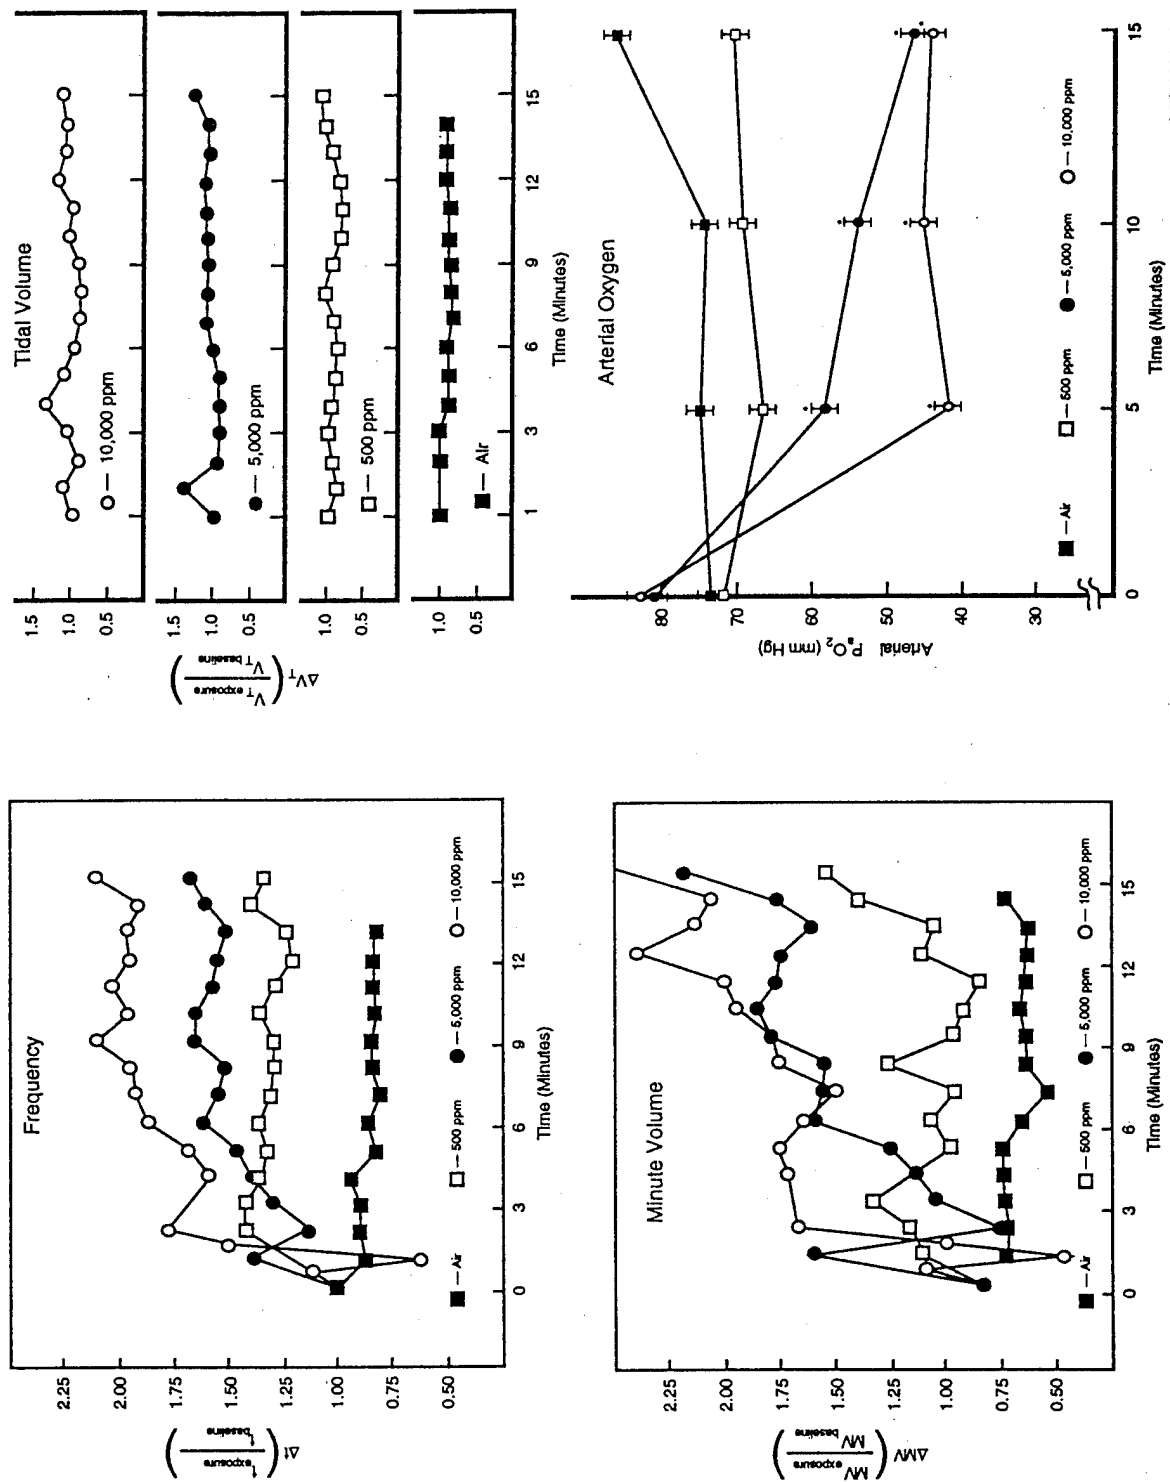 Frequency
Δf ( f exposure / f baseline )
2.25
2.00
1.75
1.50
1.25
1.00
0.50
— Air
— 500 ppm
— 5,000 ppm
— 10,000 ppm
0 3 6 9 12 15
Time (Minutes)
Tidal Volume
ΔV_T ( V_T exposure / V_T baseline )
1.5
1.0
0.5
— 10,000 ppm
1.5
1.0
0.5
— 5,000 ppm
1.5
1.0
0.5
— 500 ppm
1.0
0.5
— Air
1 3 6 9 12 15
Time (Minutes)
Minute Volume
ΔMV ( MV exposure / MV baseline )
2.25
2.00
1.75
1.50
1.25
1.00
0.75
0.50
— Air
— 500 ppm
— 5,000 ppm
— 10,000 ppm
0 3 6 9 12 15
Time (Minutes)
Arterial Oxygen
Arterial PaO2 (mm Hg)
80
70
60
50
40
30
— Air
— 500 ppm
— 5,000 ppm
— 10,000 ppm
0 5 10 15
Time (Minutes)